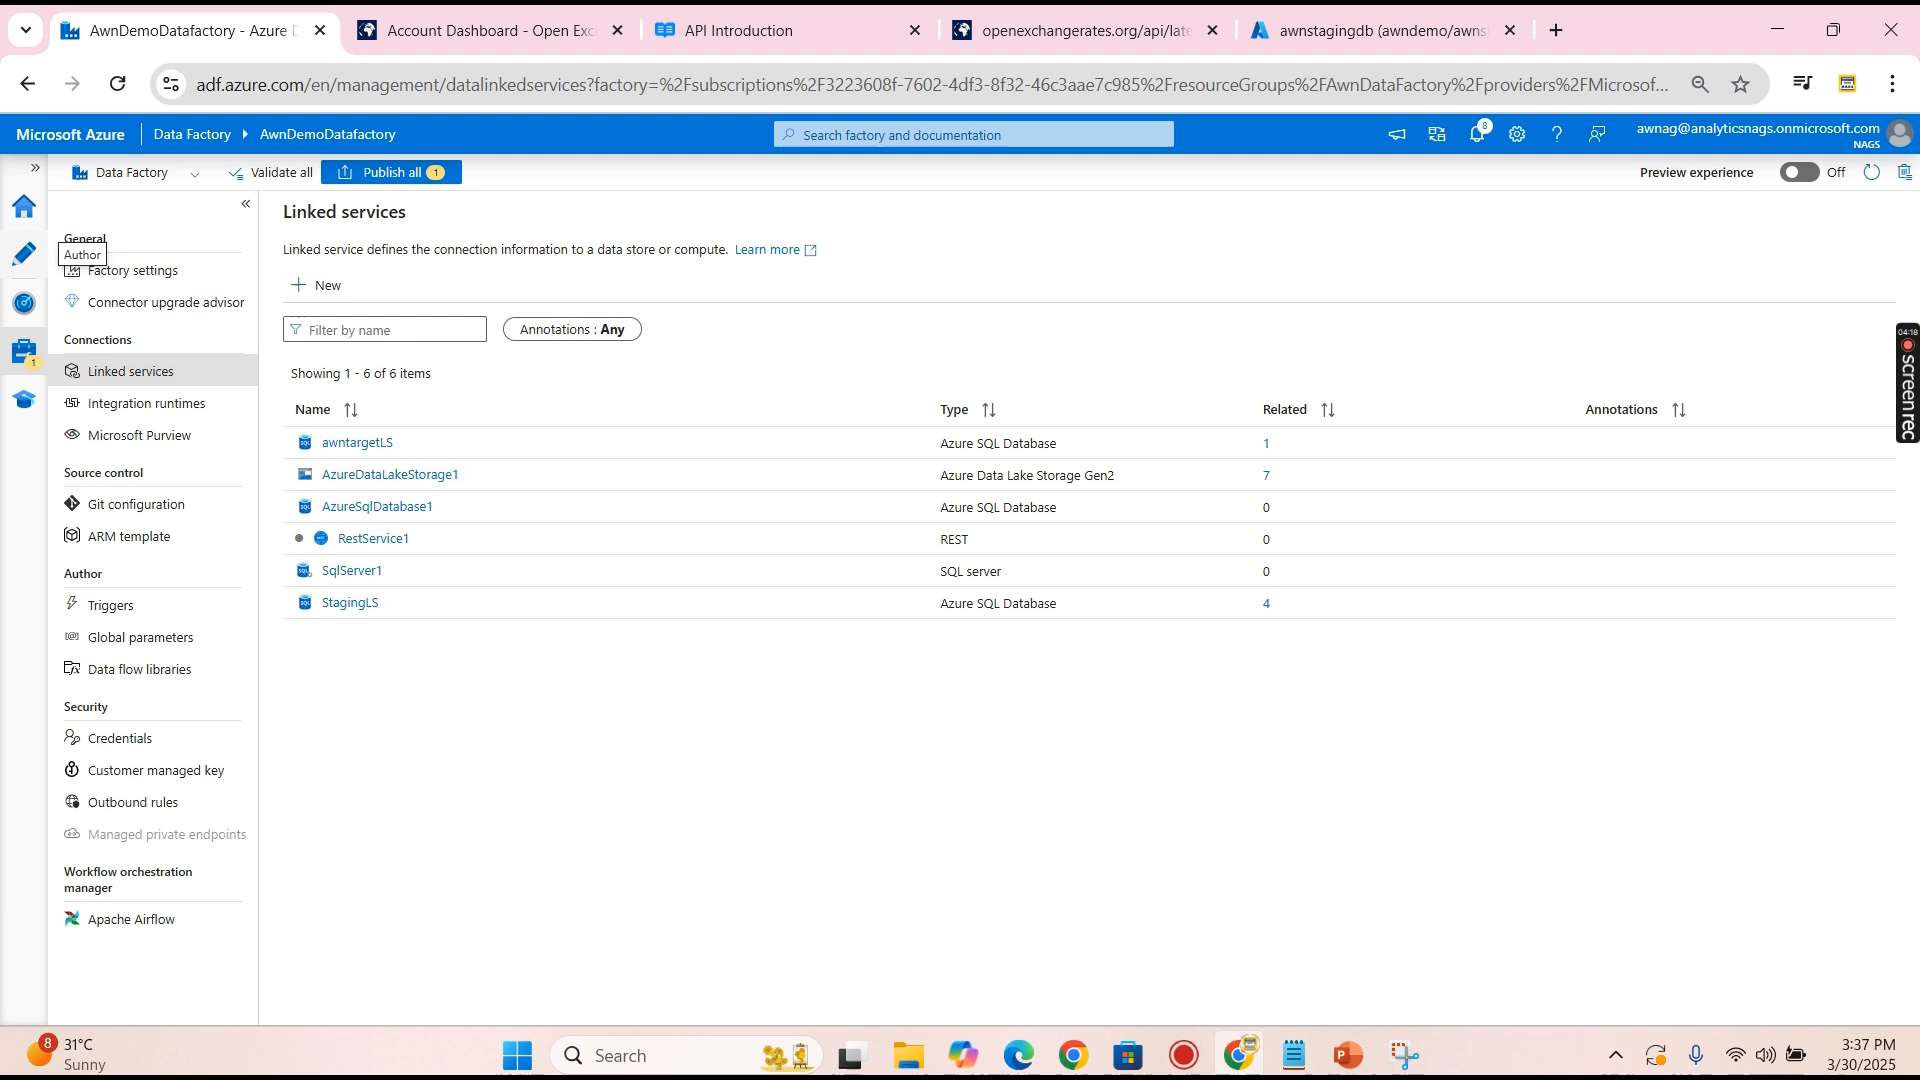 AwnDemoDatafactory - Azure D
Account Dashboard - Open Exc
API Introduction
openexchangerates.org/api/late
awnstagingdb (awndemo/awns
adf.azure.com/en/management/datalinkedservices?factory=%2Fsubscriptions%2F3223608f-7602-4df3-8f32-46c3aae7c985%2FresourceGroups%2FAwnDataFactory%2Fproviders%2FMicrosof...
Microsoft Azure
Data Factory
AwnDemoDatafactory
Search factory and documentation
8
awnag@analyticsnags.onmicrosoft.com
NAGS
Data Factory
Validate all
Publish all 1
Preview experience
Off
General
Author
Factory settings
Connector upgrade advisor
Connections
1
Linked services
Integration runtimes
Microsoft Purview
Source control
Git configuration
ARM template
Author
Triggers
Global parameters
Data flow libraries
Security
Credentials
Customer managed key
Outbound rules
Managed private endpoints
Workflow orchestration
manager
Apache Airflow
Linked services
Linked service defines the connection information to a data store or compute. Learn more
New
Filter by name
Annotations : Any
Showing 1 - 6 of 6 items
Name Type Related Annotations
awntargetLS Azure SQL Database 1
AzureDataLakeStorage1 Azure Data Lake Storage Gen2 7
AzureSqlDatabase1 Azure SQL Database 0
RestService1 REST 0
SqlServer1 SQL server 0
StagingLS Azure SQL Database 4
04:18
screenrec
8
31°C
Sunny
Search
3:37 PM
3/30/2025